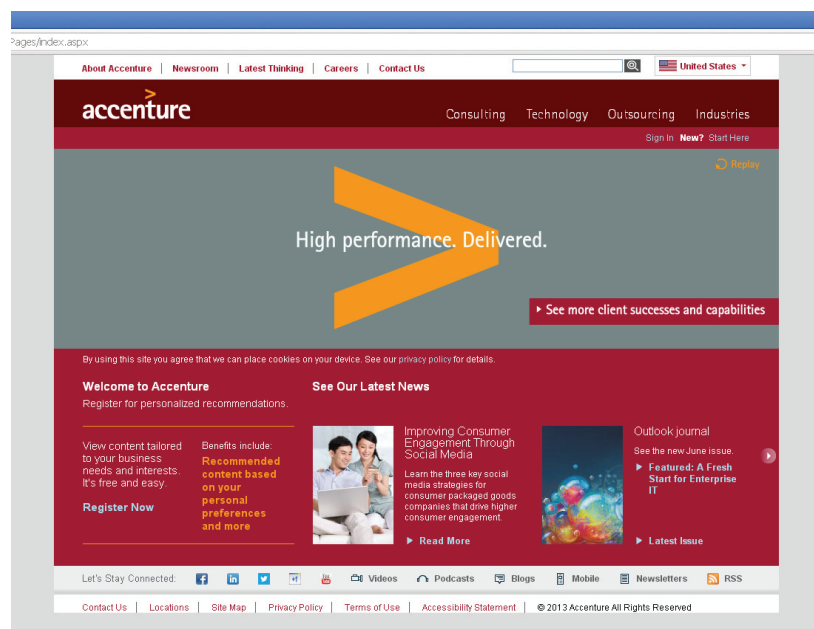 Pages/index.aspx
About Accenture | Newsroom | Latest Thinking | Careers | Contact Us
United States
accenture
Consulting Technology Outsourcing Industries
Sign In New? Start Here
Replay
High performance. Delivered.
See more client successes and capabilities
By using this site you agree that we can place cookies on your device. See our privacy policy for details.
Welcome to Accenture
Register for personalized recommendations.
View content tailored
to your business
needs and interests.
It's free and easy.
Register Now
Benefits include:
Recommended
content based
on your
personal
preferences
and more
See Our Latest News
Improving Consumer
Engagement Through
Social Media
Learn the three key social
media strategies for
consumer packaged goods
companies that drive higher
consumer engagement.
Read More
Outlook journal
See the new June issue.
Featured: A Fresh
Start for Enterprise
IT
Latest Issue
Let's Stay Connected: Videos Podcasts Blogs Mobile Newsletters RSS
Contact Us | Locations | Site Map | Privacy Policy | Terms of Use | Accessibility Statement | © 2013 Accenture All Rights Reserved